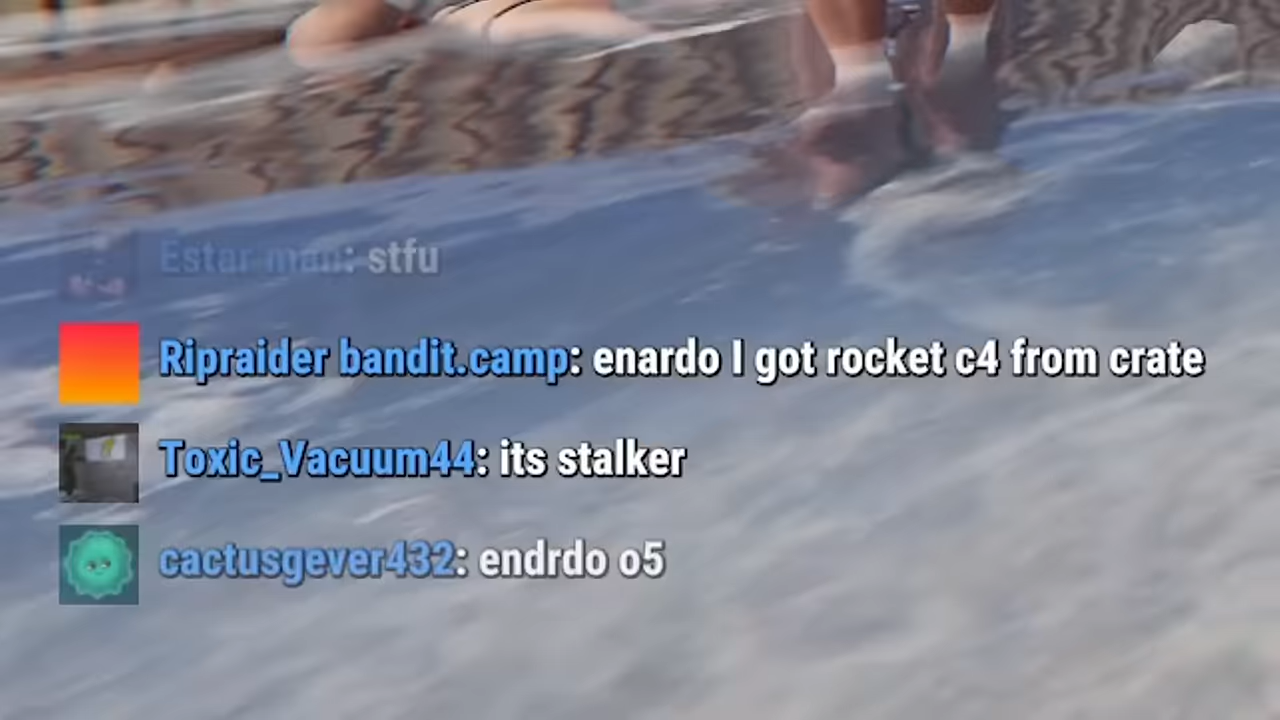 Estar man: stfu
Ripraider bandit.camp: enardo I got rocket c4 from crate
Toxic_Vacuum44: its stalker
cactusgever432: endrdo o5